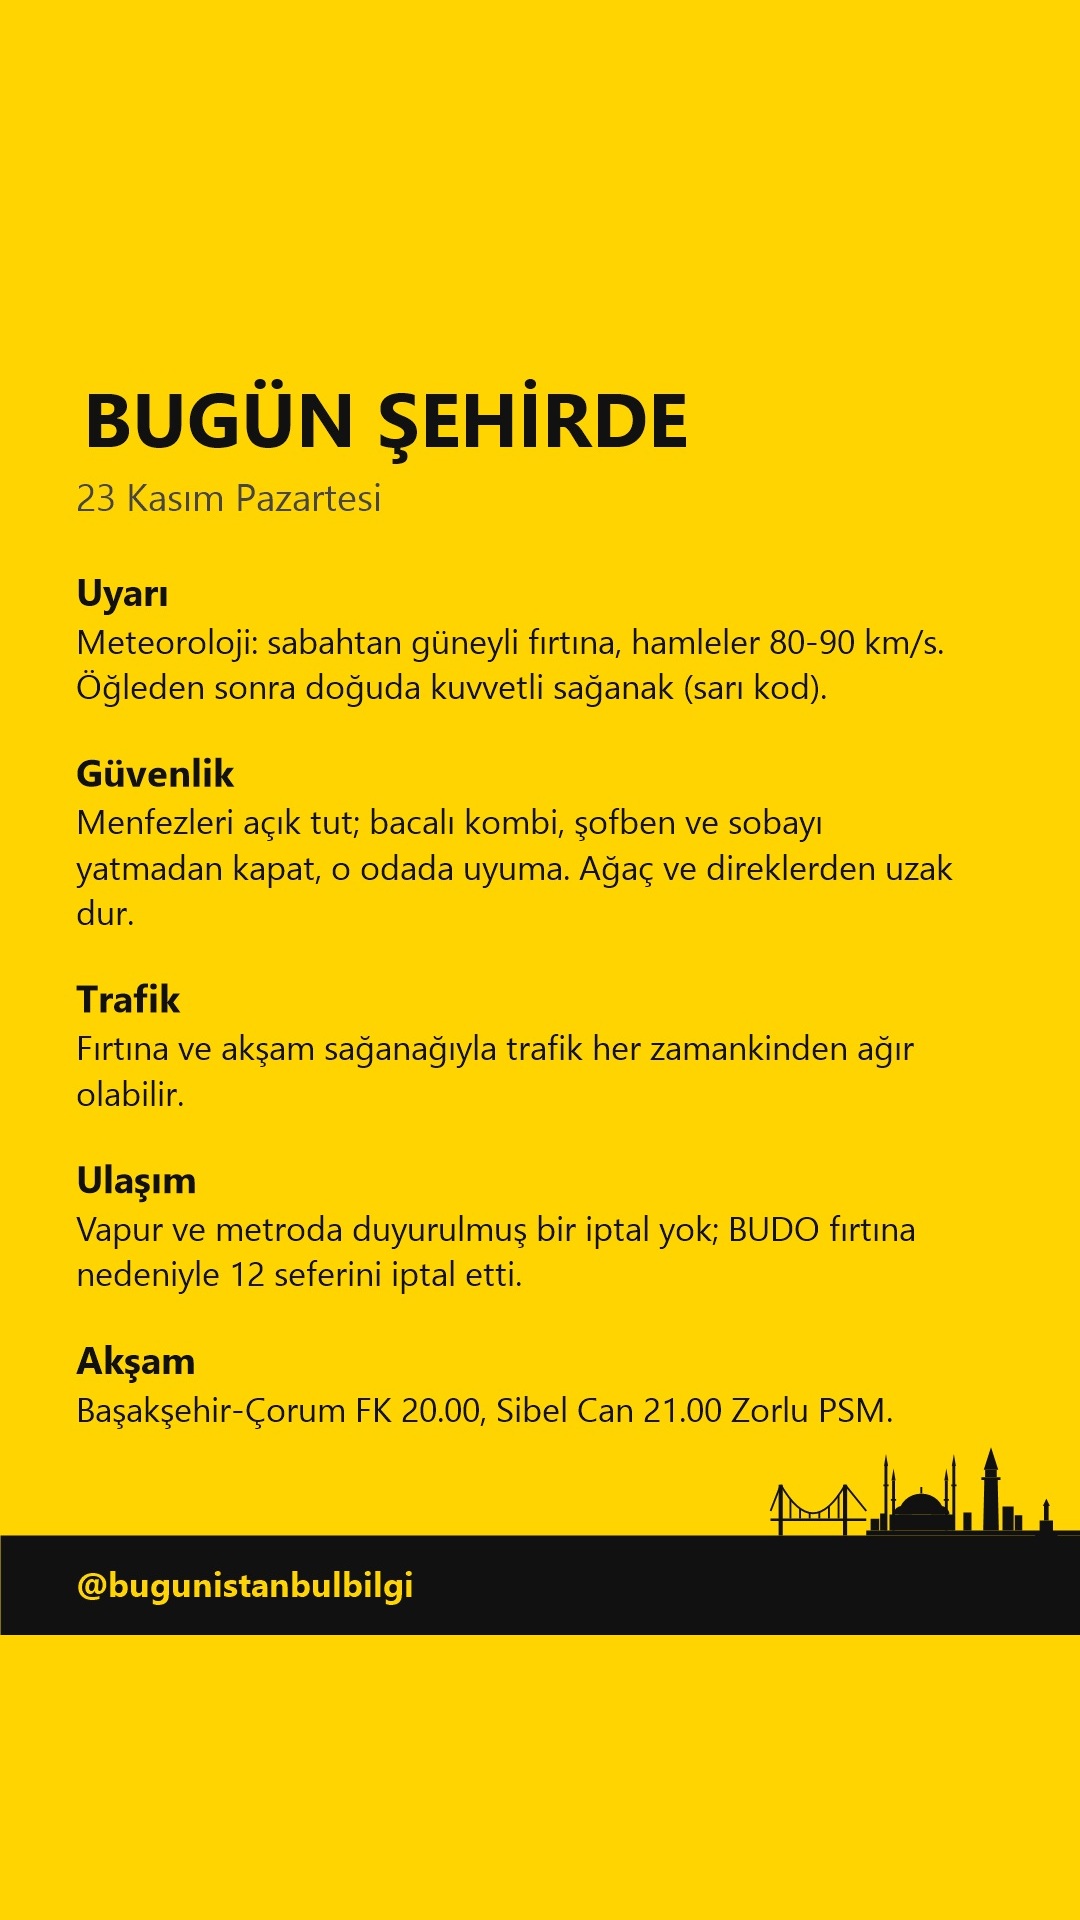 BUGÜN ŞEHİRDE
23 Kasım Pazartesi
Uyarı
Meteoroloji: sabahtan güneyli fırtına, hamleler 80-90 km/s.
Öğleden sonra doğuda kuvvetli sağanak (sarı kod).
Güvenlik
Menfezleri açık tut; bacalı kombi, şofben ve sobayı
yatmadan kapat, o odada uyuma. Ağaç ve direklerden uzak
dur.
Trafik
Fırtına ve akşam sağanağıyla trafik her zamankinden ağır
olabilir.
Ulaşım
Vapur ve metroda duyurulmuş bir iptal yok; BUDO fırtına
nedeniyle 12 seferini iptal etti.
Akşam
Başakşehir-Çorum FK 20.00, Sibel Can 21.00 Zorlu PSM.
@bugunistanbulbilgi